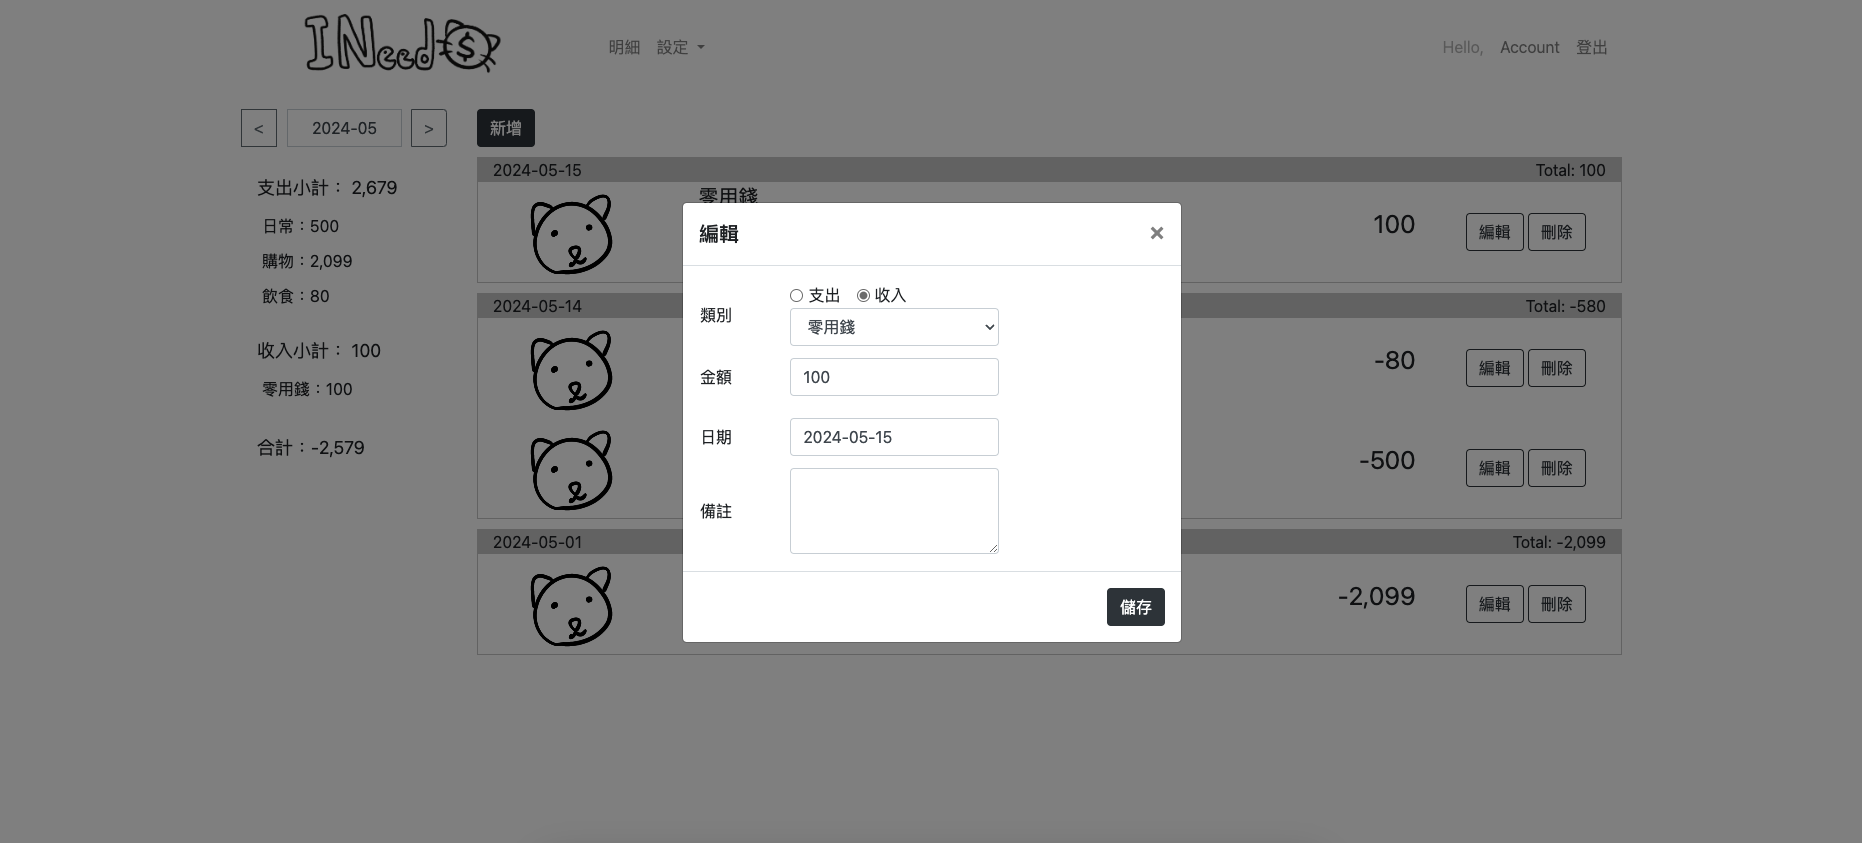 INeed$
明細 設定
Hello, Account 登出
< 2024-05 >
支出小計： 2,679
日常：500
購物：2,099
飲食：80
收入小計： 100
零用錢：100
合計：-2,579
新增
2024-05-15 Total: 100
零用錢
100 編輯 刪除
2024-05-14 Total: -580
-80 編輯 刪除
-500 編輯 刪除
2024-05-01 Total: -2,099
-2,099 編輯 刪除
編輯 ×
類別 支出 收入
零用錢
金額 100
日期 2024-05-15
備註
儲存